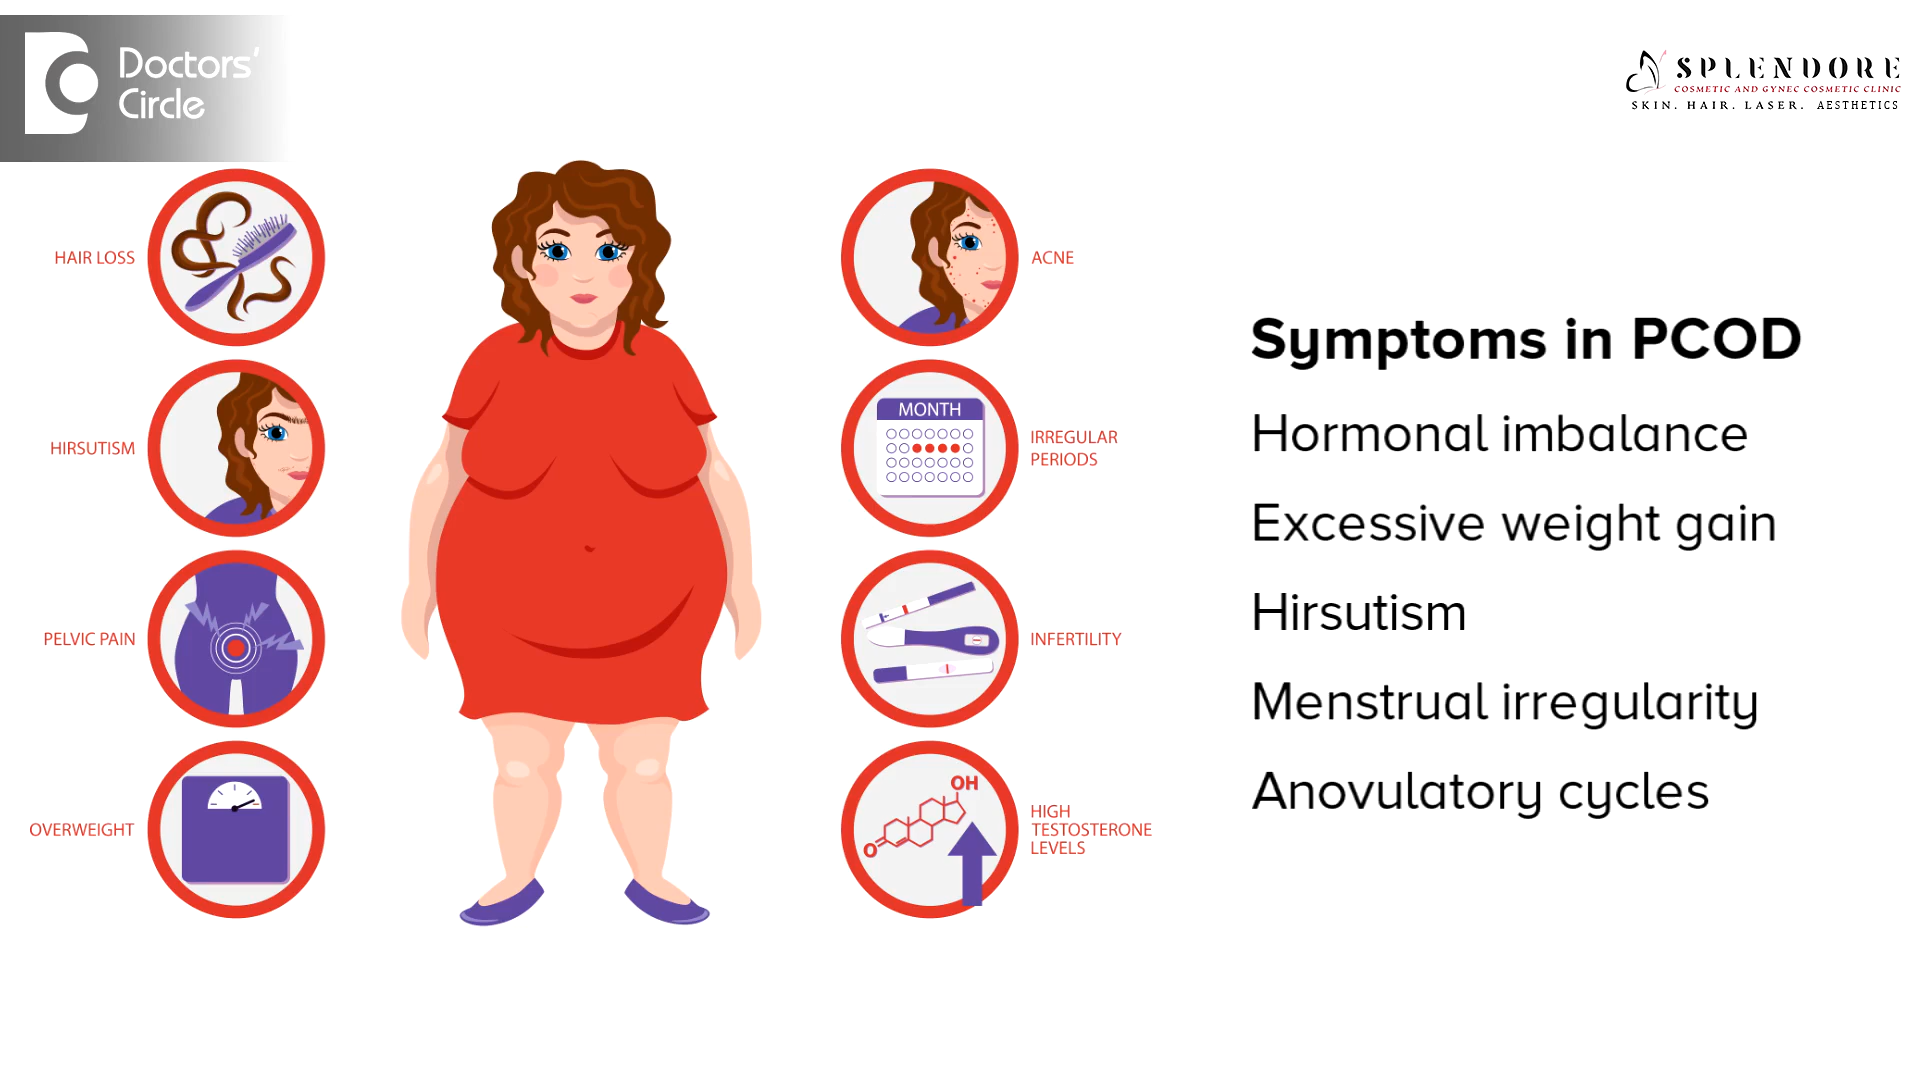 Doctors'
Circle
SPLENDORE
COSMETIC AND GYNEC COSMETIC CLINIC
SKIN. HAIR. LASER. AESTHETICS
HAIR LOSS
HIRSUTISM
PELVIC PAIN
OVERWEIGHT
ACNE
MONTH
IRREGULAR
PERIODS
INFERTILITY
OH
O
HIGH
TESTOSTERONE
LEVELS
Symptoms in PCOD
Hormonal imbalance
Excessive weight gain
Hirsutism
Menstrual irregularity
Anovulatory cycles